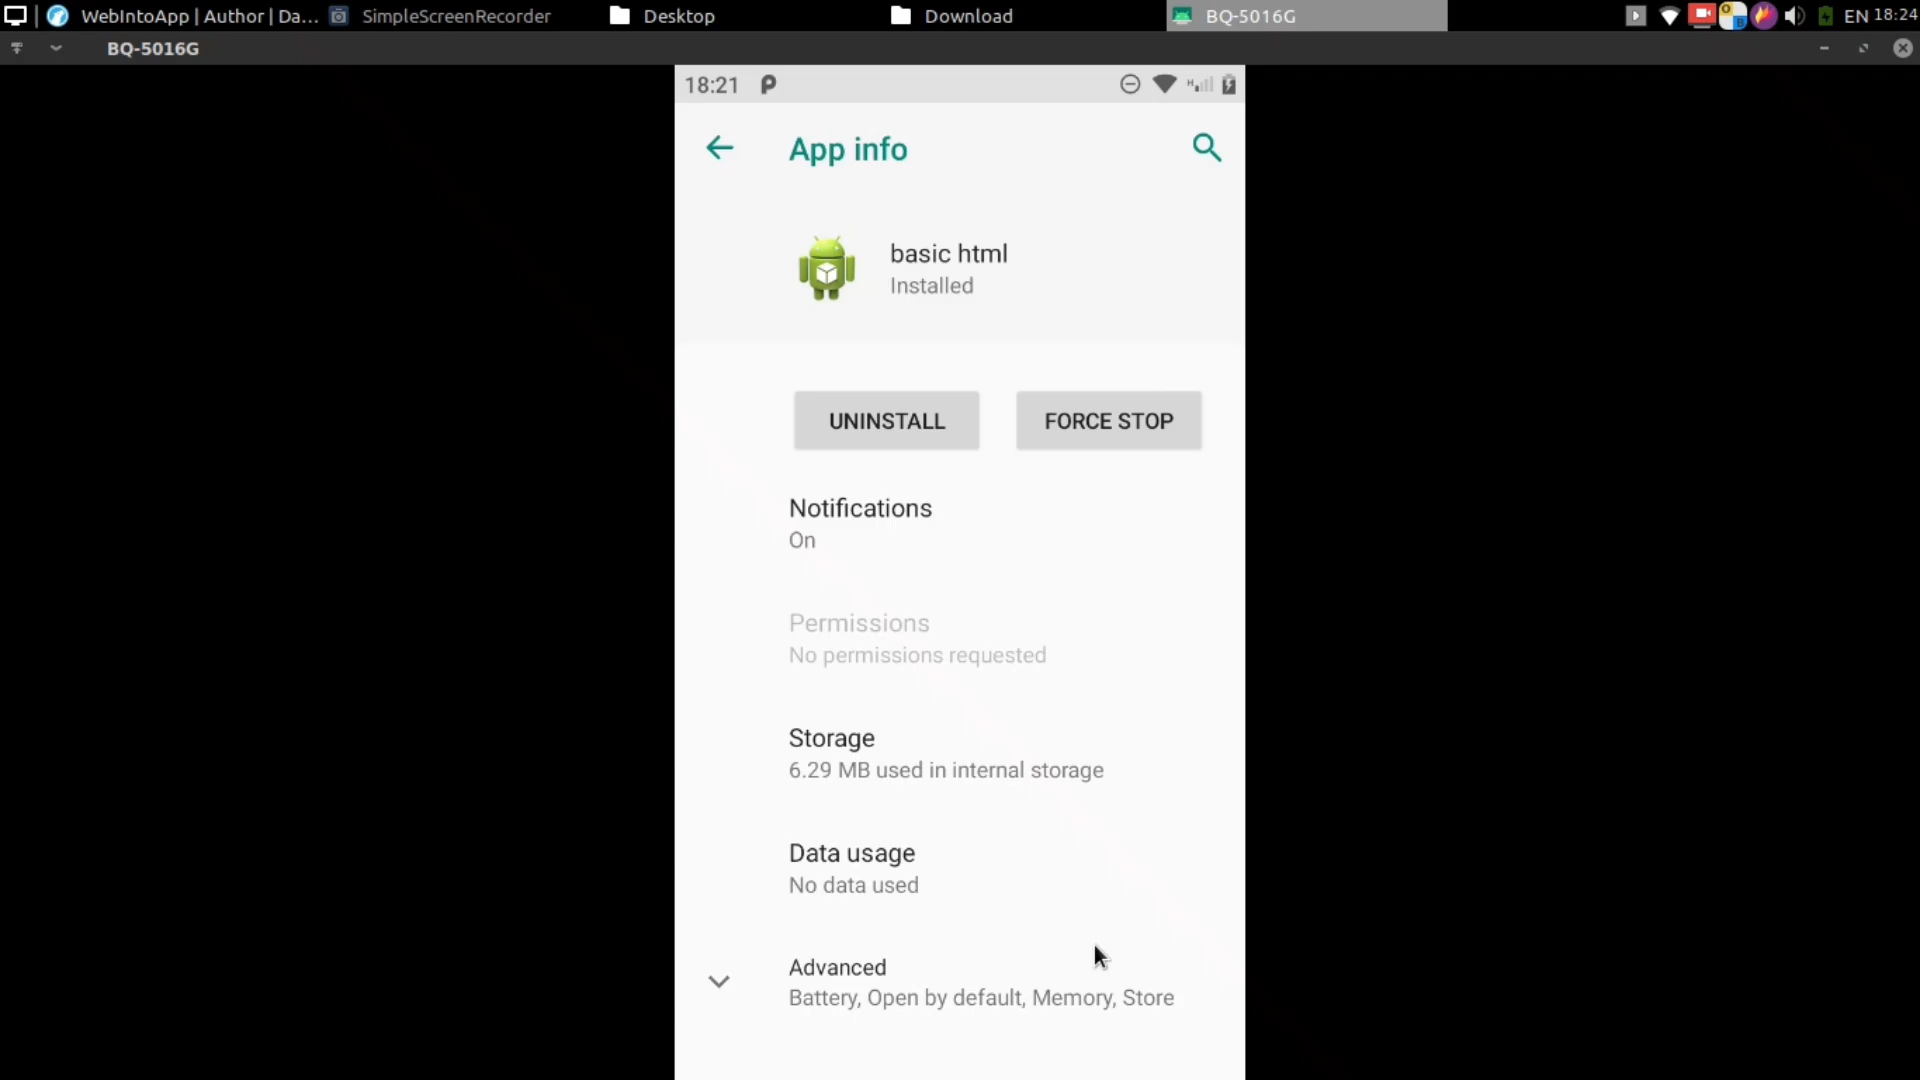 WebIntoApp | Author | Da... SimpleScreenRecorder Desktop Download BQ-5016G EN 18:24
BQ-5016G
18:21
App info
basic html
Installed
UNINSTALL FORCE STOP
Notifications
On
Permissions
No permissions requested
Storage
6.29 MB used in internal storage
Data usage
No data used
Advanced
Battery, Open by default, Memory, Store